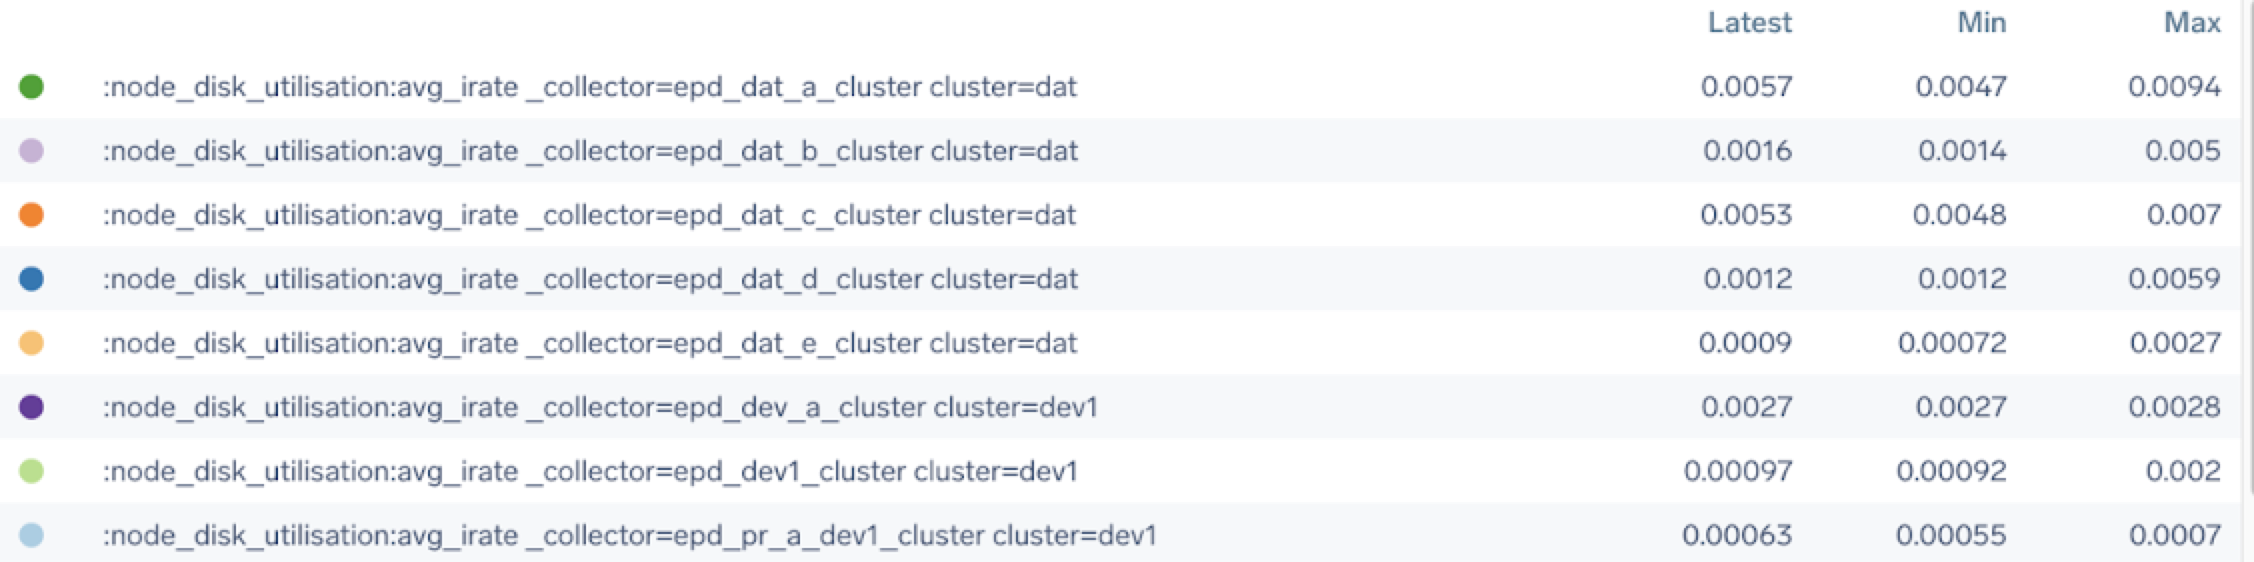 Latest Min Max
:node_disk_utilisation:avg_irate _collector=epd_dat_a_cluster cluster=dat 0.0057 0.0047 0.0094
:node_disk_utilisation:avg_irate _collector=epd_dat_b_cluster cluster=dat 0.0016 0.0014 0.005
:node_disk_utilisation:avg_irate _collector=epd_dat_c_cluster cluster=dat 0.0053 0.0048 0.007
:node_disk_utilisation:avg_irate _collector=epd_dat_d_cluster cluster=dat 0.0012 0.0012 0.0059
:node_disk_utilisation:avg_irate _collector=epd_dat_e_cluster cluster=dat 0.0009 0.00072 0.0027
:node_disk_utilisation:avg_irate _collector=epd_dev_a_cluster cluster=dev1 0.0027 0.0027 0.0028
:node_disk_utilisation:avg_irate _collector=epd_dev1_cluster cluster=dev1 0.00097 0.00092 0.002
:node_disk_utilisation:avg_irate _collector=epd_pr_a_dev1_cluster cluster=dev1 0.00063 0.00055 0.0007